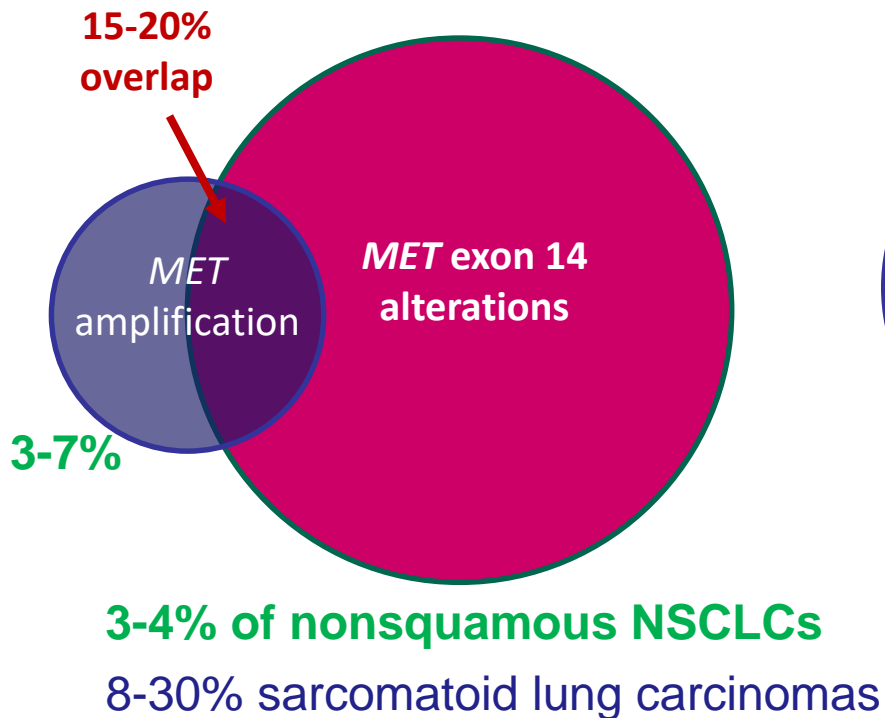 15-20%
overlap
MET
amplification
MET exon 14
alterations
3-7%
3-4% of nonsquamous NSCLCs
8-30% sarcomatoid lung carcinomas